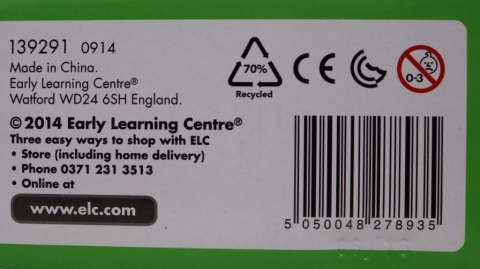 139291 0914
Made in China.
Early Learning Centre®
Watford WD24 6SH England.
70%
Recycled
CE
0-3
© 2014 Early Learning Centre®
Three easy ways to shop with ELC
• Store (including home delivery)
• Phone 0371 231 3513
• Online at
www.elc.com
5 050048 278935